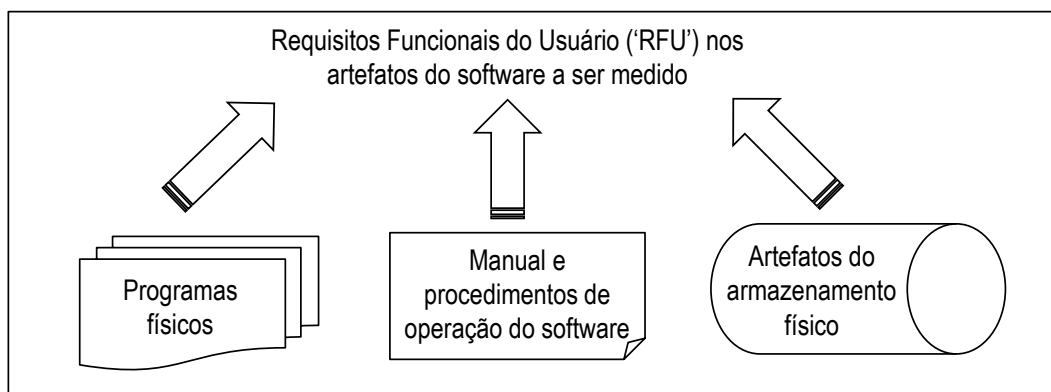 Requisitos Funcionais do Usuário (‘RFU’) nos
artefatos do software a ser medido
Programas
físicos
Manual e
procedimentos de
operação do software
Artefatos do
armazenamento
físico